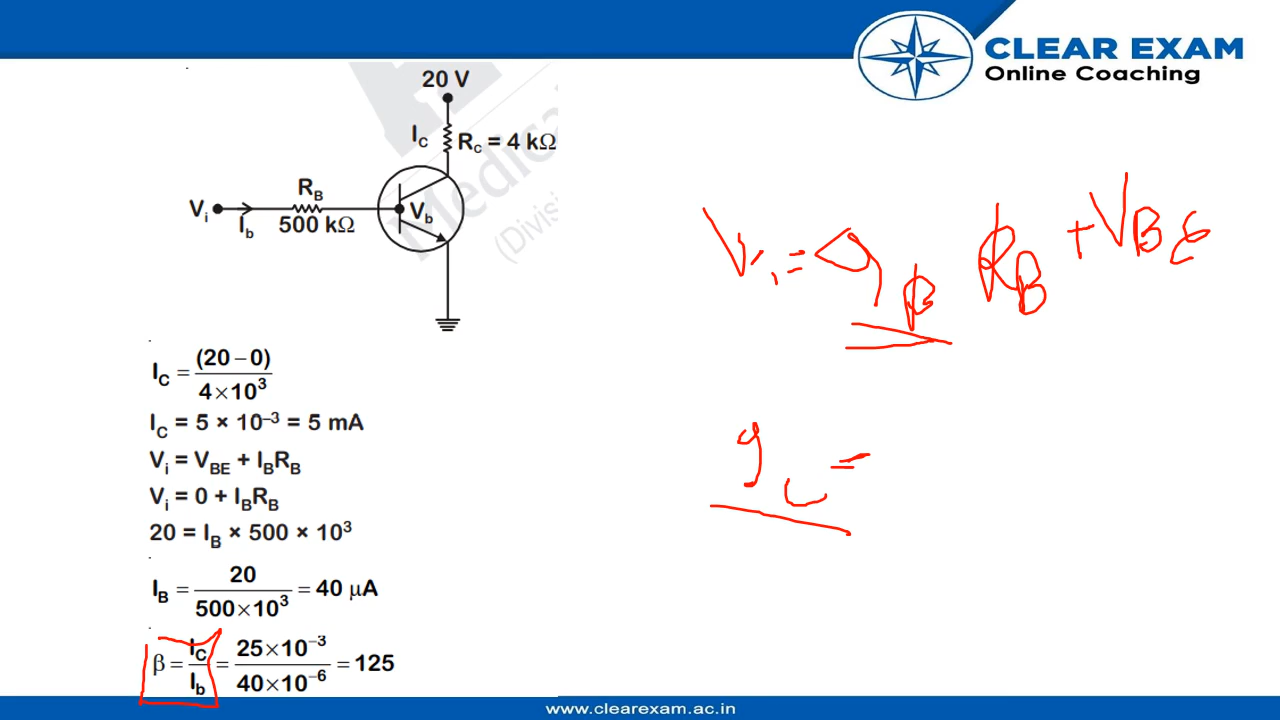 CLEAR EXAM
Online Coaching
20 V
I_C R_C = 4 kΩ
R_B
V_i I_b 500 kΩ V_b
Medica
(Divisi
I_C = (20 – 0) / 4 × 10^3
I_C = 5 × 10^–3 = 5 mA
V_i = V_BE + I_B R_B
V_i = 0 + I_B R_B
20 = I_B × 500 × 10^3
I_B = 20 / 500 × 10^3 = 40 μA
β = I_C / I_b = 25 × 10^–3 / 40 × 10^–6 = 125
V_i = I_B R_B + V_BE
I_C =
www.clearexam.ac.in